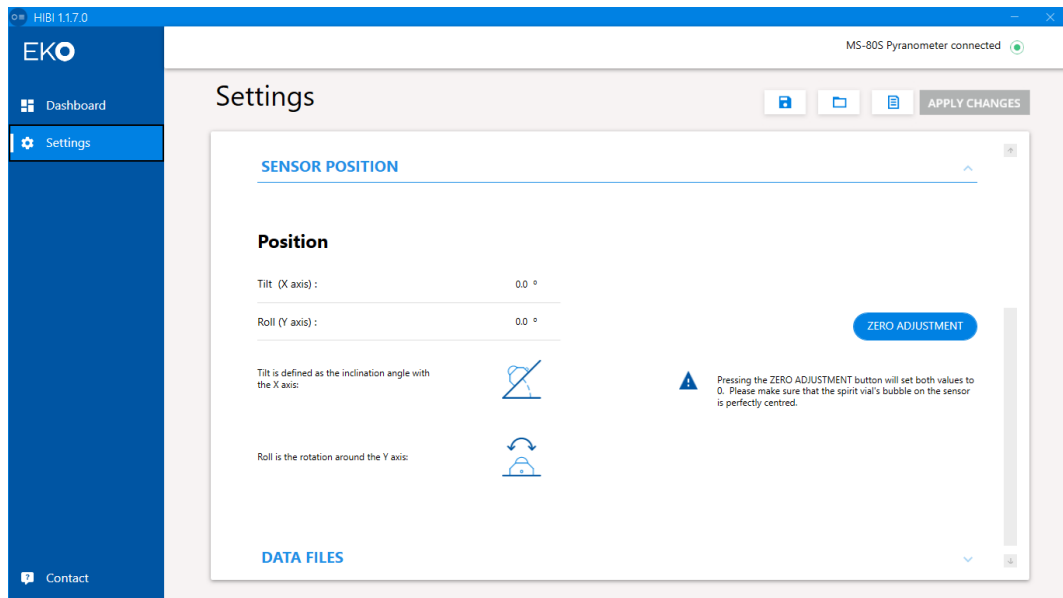 HIBI 1.1.7.0
EKO
MS-80S Pyranometer connected
Dashboard
Settings
Settings
APPLY CHANGES
SENSOR POSITION
Position
Tilt (X axis) :
0.0 °
Roll (Y axis) :
0.0 °
ZERO ADJUSTMENT
Tilt is defined as the inclination angle with
the X axis:
Pressing the ZERO ADJUSTMENT button will set both values to
0. Please make sure that the spirit vial's bubble on the sensor
is perfectly centred.
Roll is the rotation around the Y axis:
DATA FILES
Contact